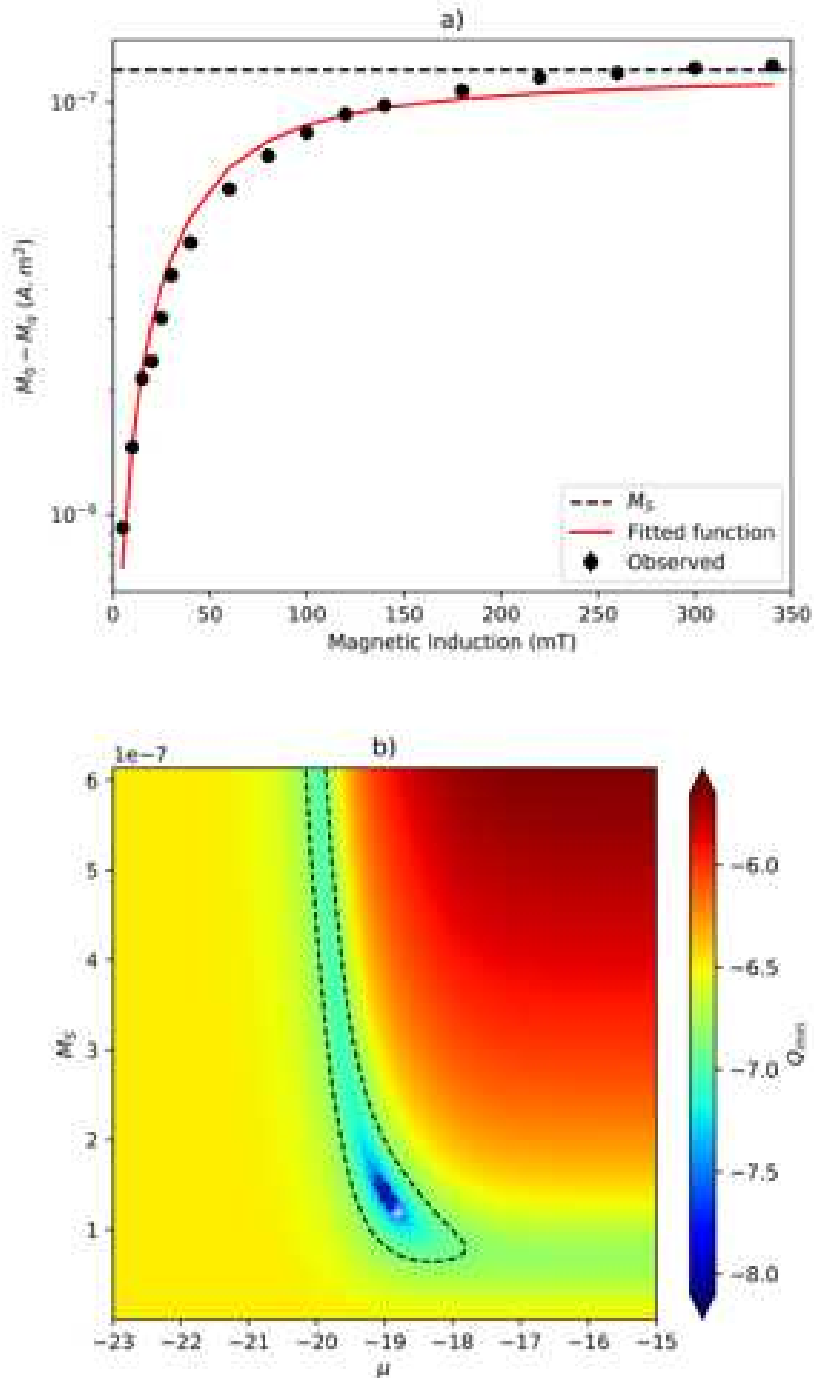 a)
10⁻⁷
10⁻⁸
M₀ − Mq (A. m²)
M_S
Fitted function
Observed
0 50 100 150 200 250 300 350
Magnetic Induction (mT)
b)
1e−7
6
5
4
3
2
1
M_S
−23 −22 −21 −20 −19 −18 −17 −16 −15
μ
−6.0
−6.5
−7.0
−7.5
−8.0